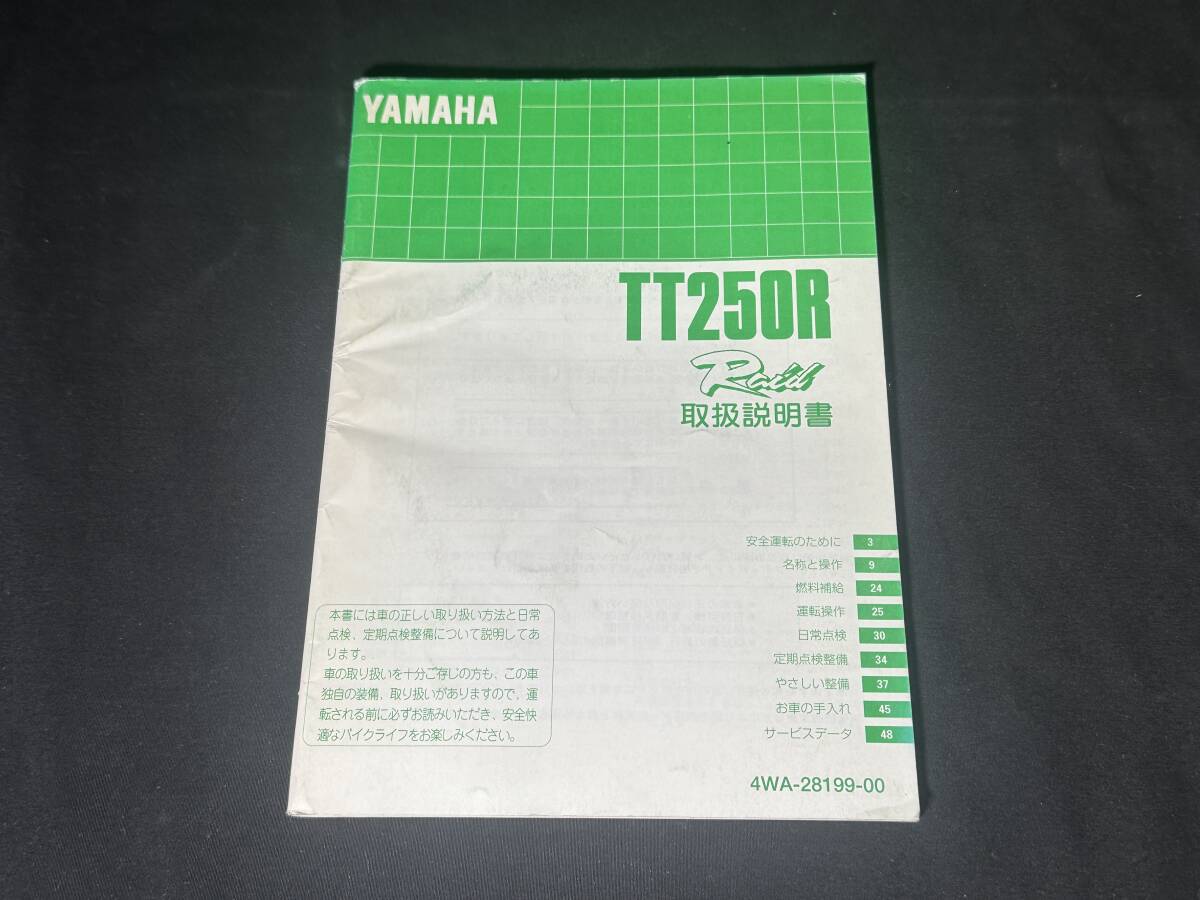 YAMAHA
TT250R
Raid
取扱説明書
安全運転のために 3
名称と操作 9
燃料補給 24
運転操作 25
日常点検 30
定期点検整備 34
やさしい整備 37
お車の手入れ 45
サービスデータ 48
本書には車の正しい取り扱い方法と日常
点検、定期点検整備について説明してあ
ります。
車の取り扱いを十分ご存じの方も、この車
独自の装備、取り扱いがありますので、運
転される前に必ずお読みいただき、安全快
適なバイクライフをお楽しみください。
4WA-28199-00